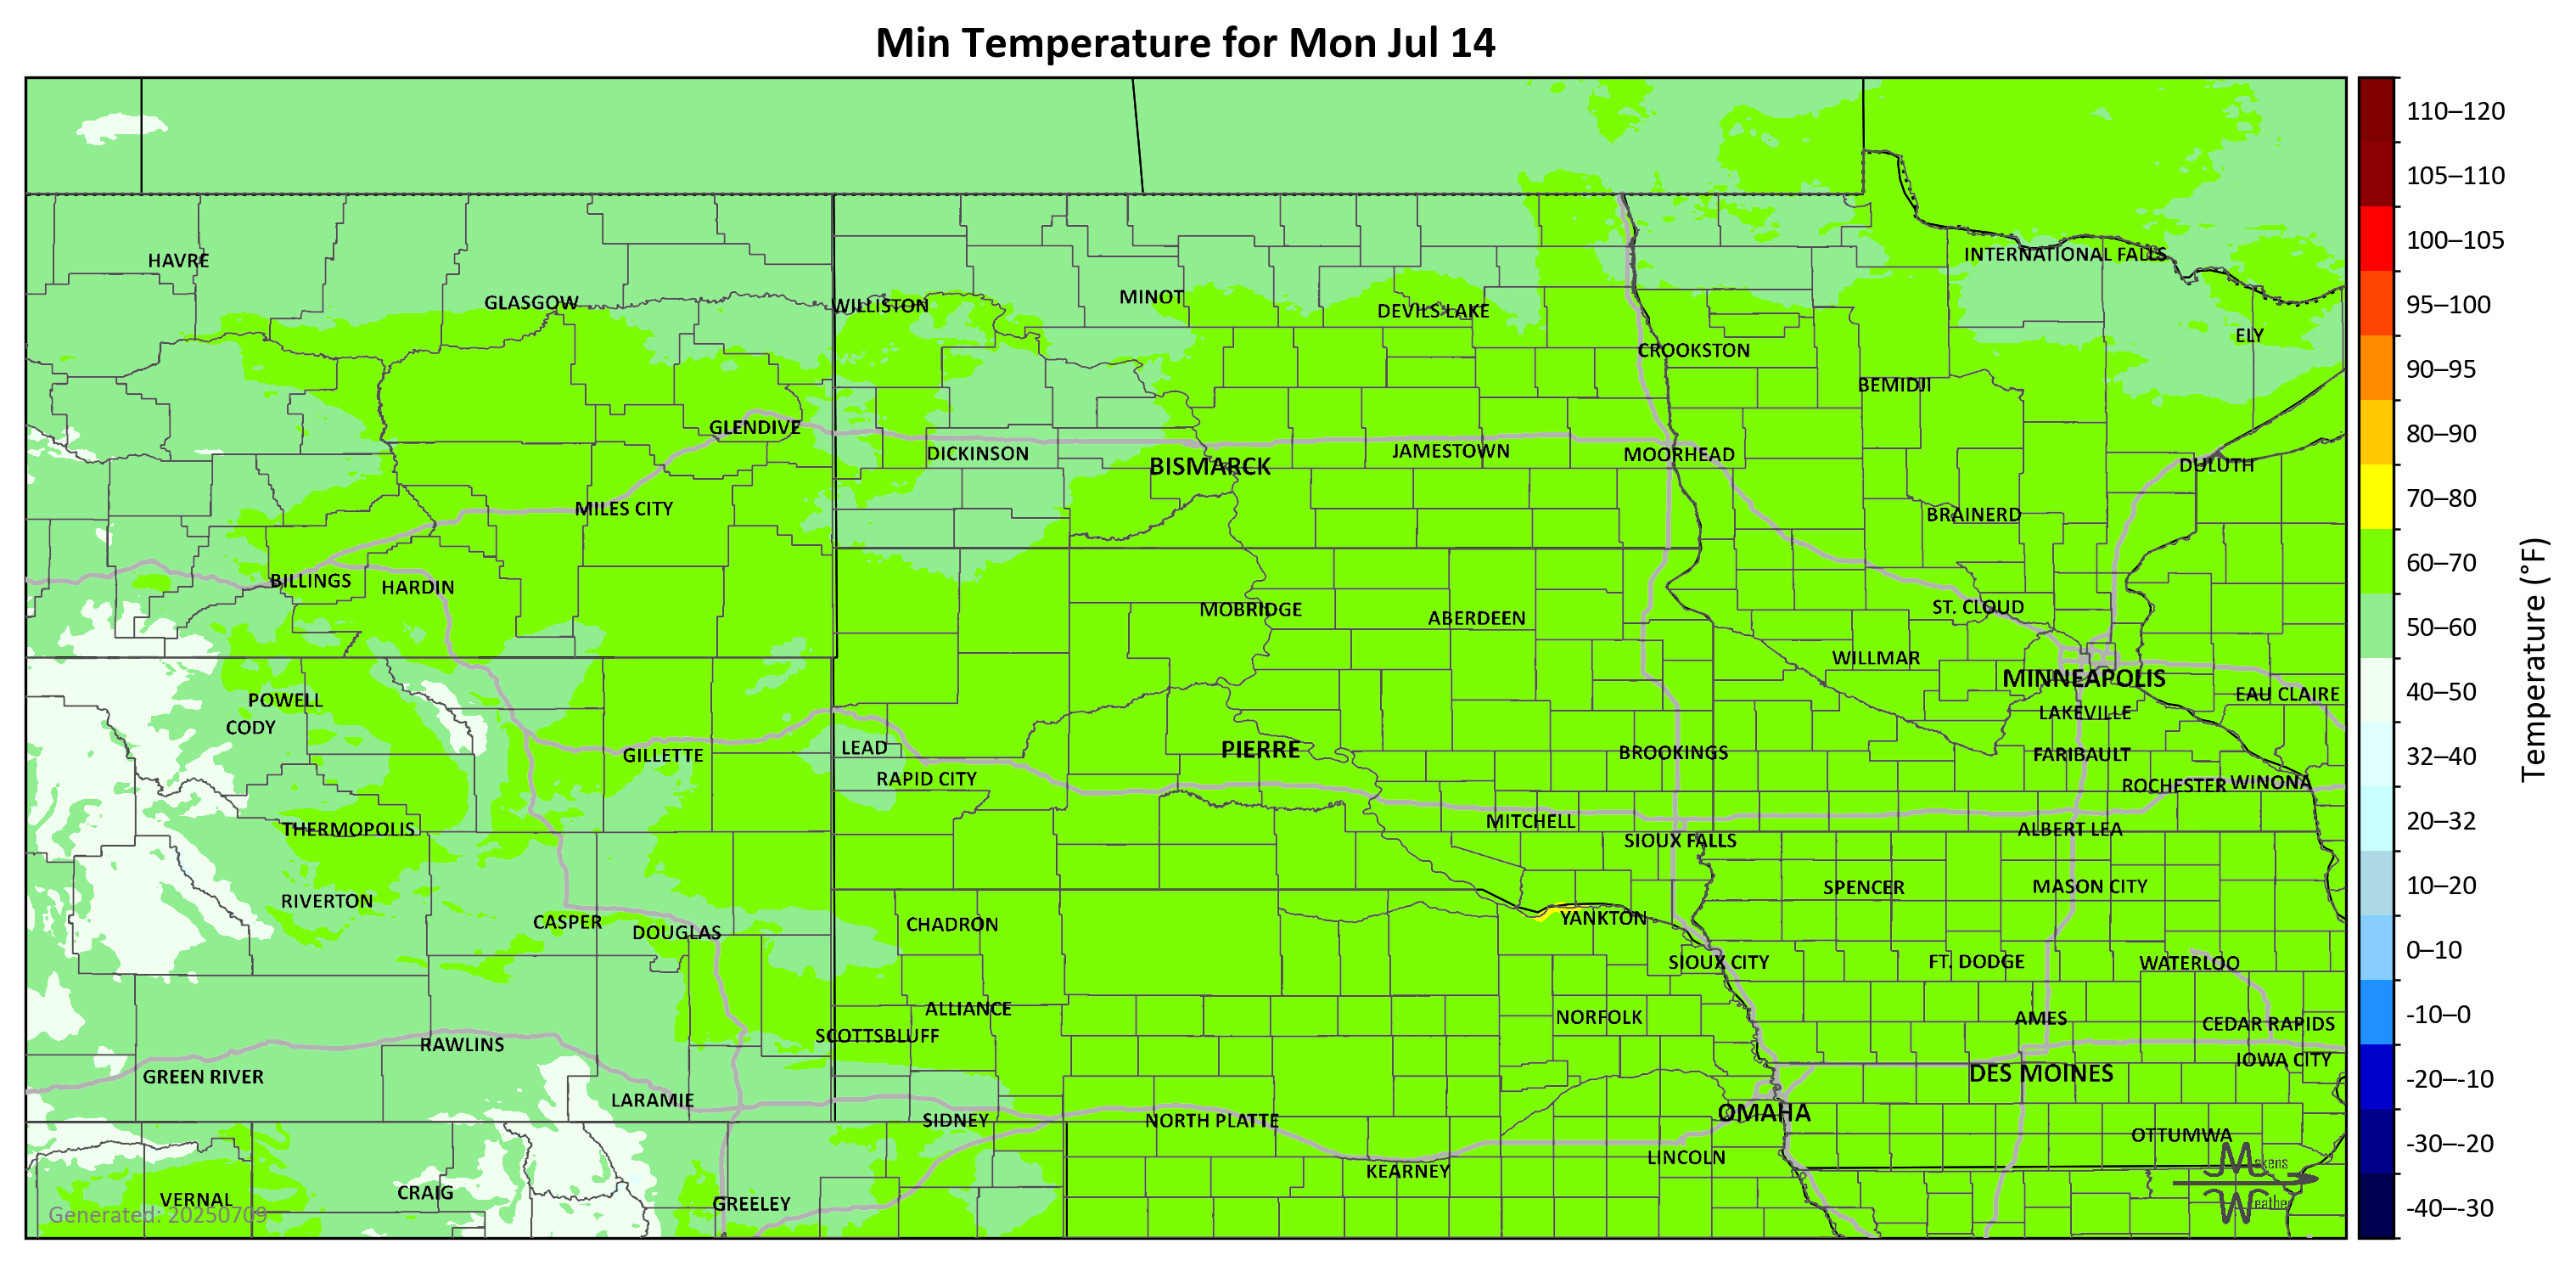 Min Temperature for Mon Jul 14
110–120
105–110
100–105
95–100
90–95
80–90
70–80
60–70
50–60
40–50
32–40
20–32
10–20
0–10
-10–0
-20–-10
-30–-20
-40–-30
Temperature (°F)
HAVRE
GLASGOW
WILLISTON
MINOT
DEVILS LAKE
INTERNATIONAL FALLS
ELY
CROOKSTON
BEMIDJI
GLENDIVE
DICKINSON
BISMARCK
JAMESTOWN
MOORHEAD
DULUTH
MILES CITY
BRAINERD
BILLINGS
HARDIN
MOBRIDGE
ABERDEEN
ST. CLOUD
WILLMAR
MINNEAPOLIS
EAU CLAIRE
POWELL
CODY
LAKEVILLE
GILLETTE
LEAD
RAPID CITY
PIERRE
BROOKINGS
FARIBAULT
ROCHESTER
WINONA
THERMOPOLIS
MITCHELL
SIOUX FALLS
ALBERT LEA
RIVERTON
SPENCER
MASON CITY
CASPER
DOUGLAS
CHADRON
YANKTON
SIOUX CITY
FT. DODGE
WATERLOO
ALLIANCE
NORFOLK
AMES
CEDAR RAPIDS
SCOTTSBLUFF
RAWLINS
IOWA CITY
GREEN RIVER
DES MOINES
LARAMIE
SIDNEY
NORTH PLATTE
OMAHA
OTTUMWA
KEARNEY
LINCOLN
VERNAL
CRAIG
GREELEY
Generated: 20250709
Makens
Weather